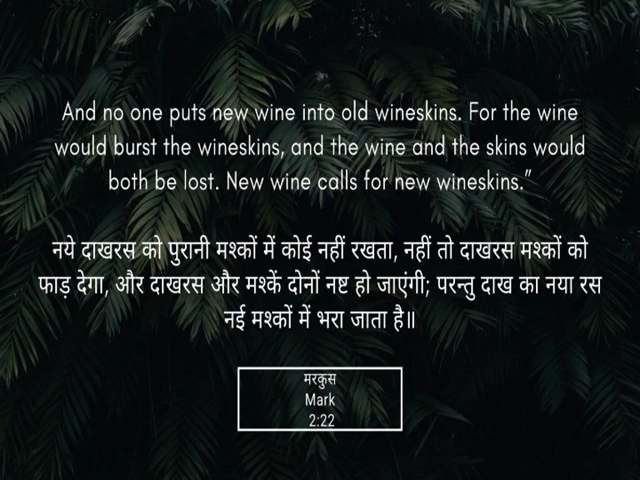 And no one puts new wine into old wineskins. For the wine
would burst the wineskins, and the wine and the skins would
both be lost. New wine calls for new wineskins.”
नये दाखरस को पुरानी मश्कों में कोई नहीं रखता, नहीं तो दाखरस मश्कों को
फाड़ देगा, और दाखरस और मश्कें दोनों नष्ट हो जाएंगी; परन्तु दाख का नया रस
नई मश्कों में भरा जाता है॥
मरकुस
Mark
2:22